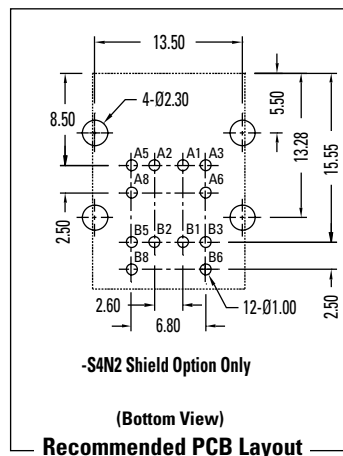 13.50
4-Ø2.30
8.50
5.50
13.28
15.55
A5 A2 A1 A3
A8 A6
2.50
B5 B2 B1 B3
B8 B6
2.60
12-Ø1.00
2.50
6.80
-S4N2 Shield Option Only
(Bottom View)
Recommended PCB Layout